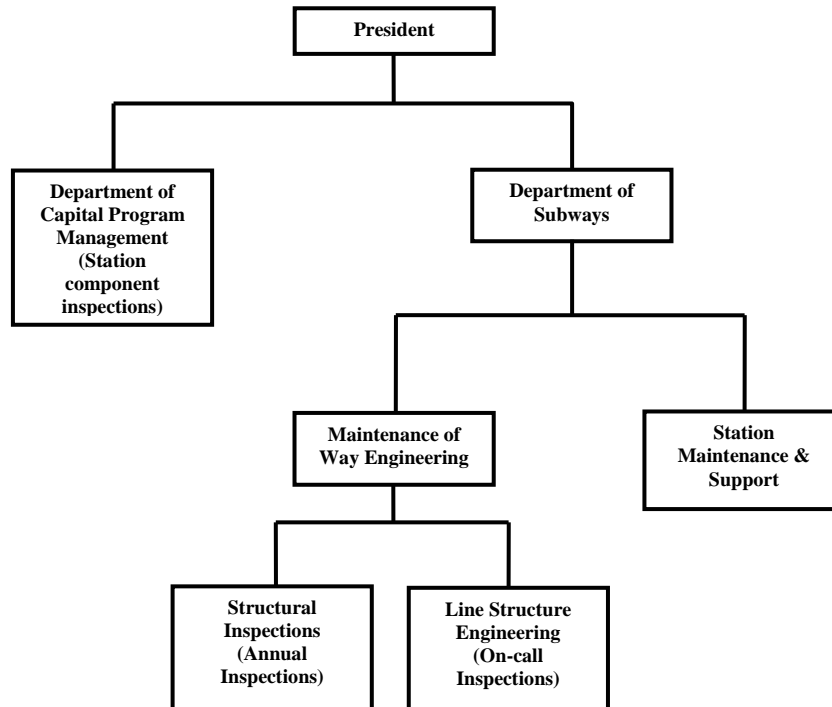 President
Department of
Capital Program
Management
(Station
component
inspections)
Department of
Subways
Maintenance of
Way Engineering
Station
Maintenance &
Support
Structural
Inspections
(Annual
Inspections)
Line Structure
Engineering
(On-call
Inspections)